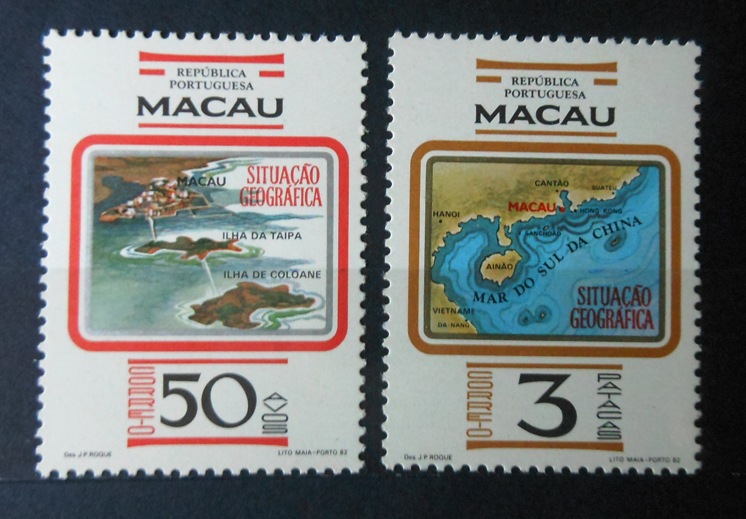 REPÚBLICA
PORTUGUESA
MACAU
MACAU
SITUAÇÃO
GEOGRÁFICA
ILHA DA TAIPA
ILHA DE COLOANE
CORREIO
50
AVOS
Des. J.P. ROQUE
LITO MAIA-PORTO 82
REPÚBLICA
PORTUGUESA
MACAU
CANTÃO
SUATEU
MACAU
HONG KONG
HANOI
SANCHOÃO
AINÃO
MAR DO SUL DA CHINA
VIETNAME
DA-NANG
SITUAÇÃO
GEOGRÁFICA
CORREIO
3
PATACAS
Des. J.P. ROQUE
LITO MAIA-PORTO 82